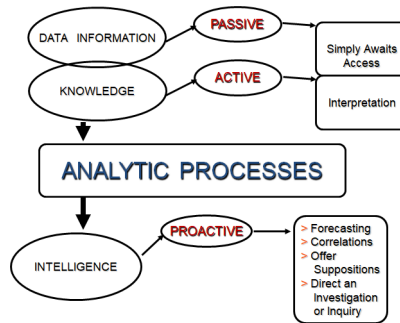 DATA INFORMATION
PASSIVE
Simply Awaits
Access
KNOWLEDGE
ACTIVE
Interpretation
ANALYTIC PROCESSES
INTELLIGENCE
PROACTIVE
> Forecasting
> Correlations
> Offer
Suppositions
> Direct an
Investigation
or Inquiry